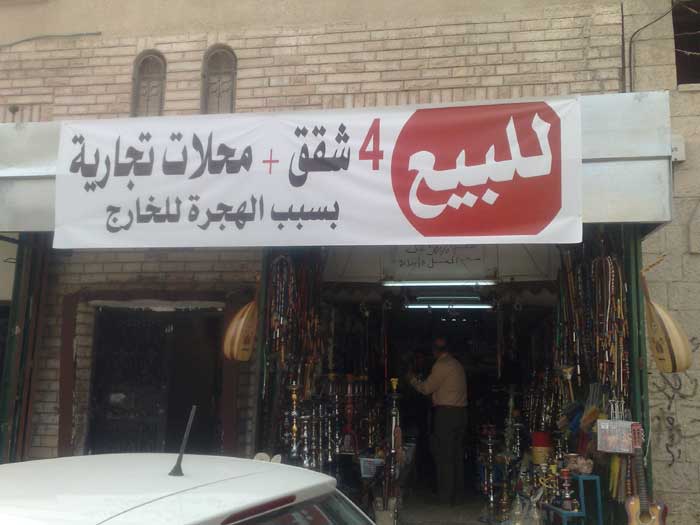 للبيع
4 شقق + محلات تجارية
بسبب الهجرة للخارج